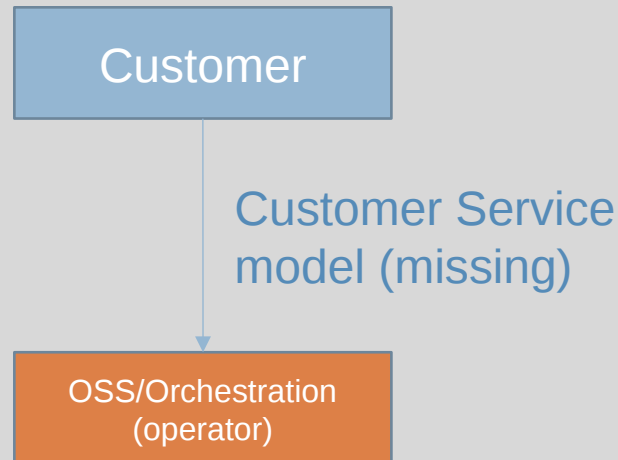 Customer
Customer Service
model (missing)
OSS/Orchestration
(operator)